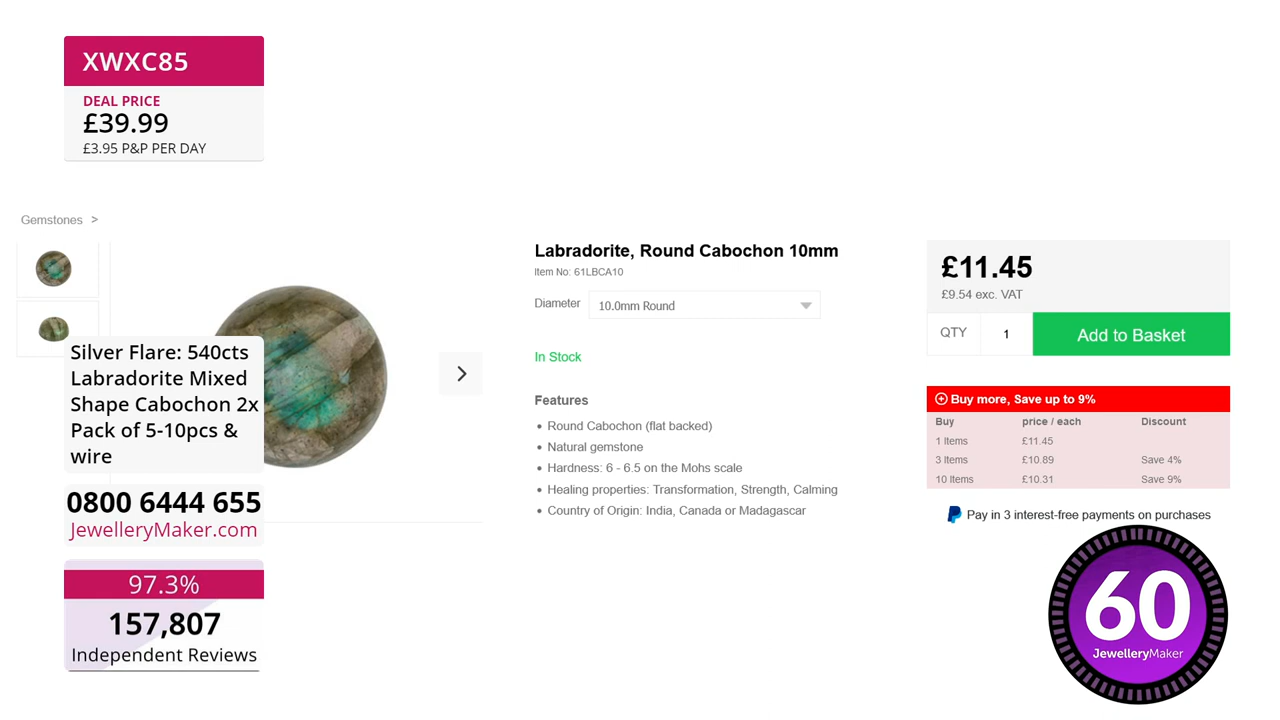 XWXC85
DEAL PRICE
£39.99
£3.95 P&P PER DAY
Gemstones >
Silver Flare: 540cts
Labradorite Mixed
Shape Cabochon 2x
Pack of 5-10pcs &
wire
0800 6444 655
JewelleryMaker.com
97.3%
157,807
Independent Reviews
Labradorite, Round Cabochon 10mm
Item No: 61LBCA10
Diameter 10.0mm Round
In Stock
Features
• Round Cabochon (flat backed)
• Natural gemstone
• Hardness: 6 - 6.5 on the Mohs scale
• Healing properties: Transformation, Strength, Calming
• Country of Origin: India, Canada or Madagascar
£11.45
£9.54 exc. VAT
QTY 1 Add to Basket
Buy more, Save up to 9%
Buy price / each Discount
1 Items £11.45
3 Items £10.89 Save 4%
10 Items £10.31 Save 9%
Pay in 3 interest-free payments on purchases
60
JewelleryMaker